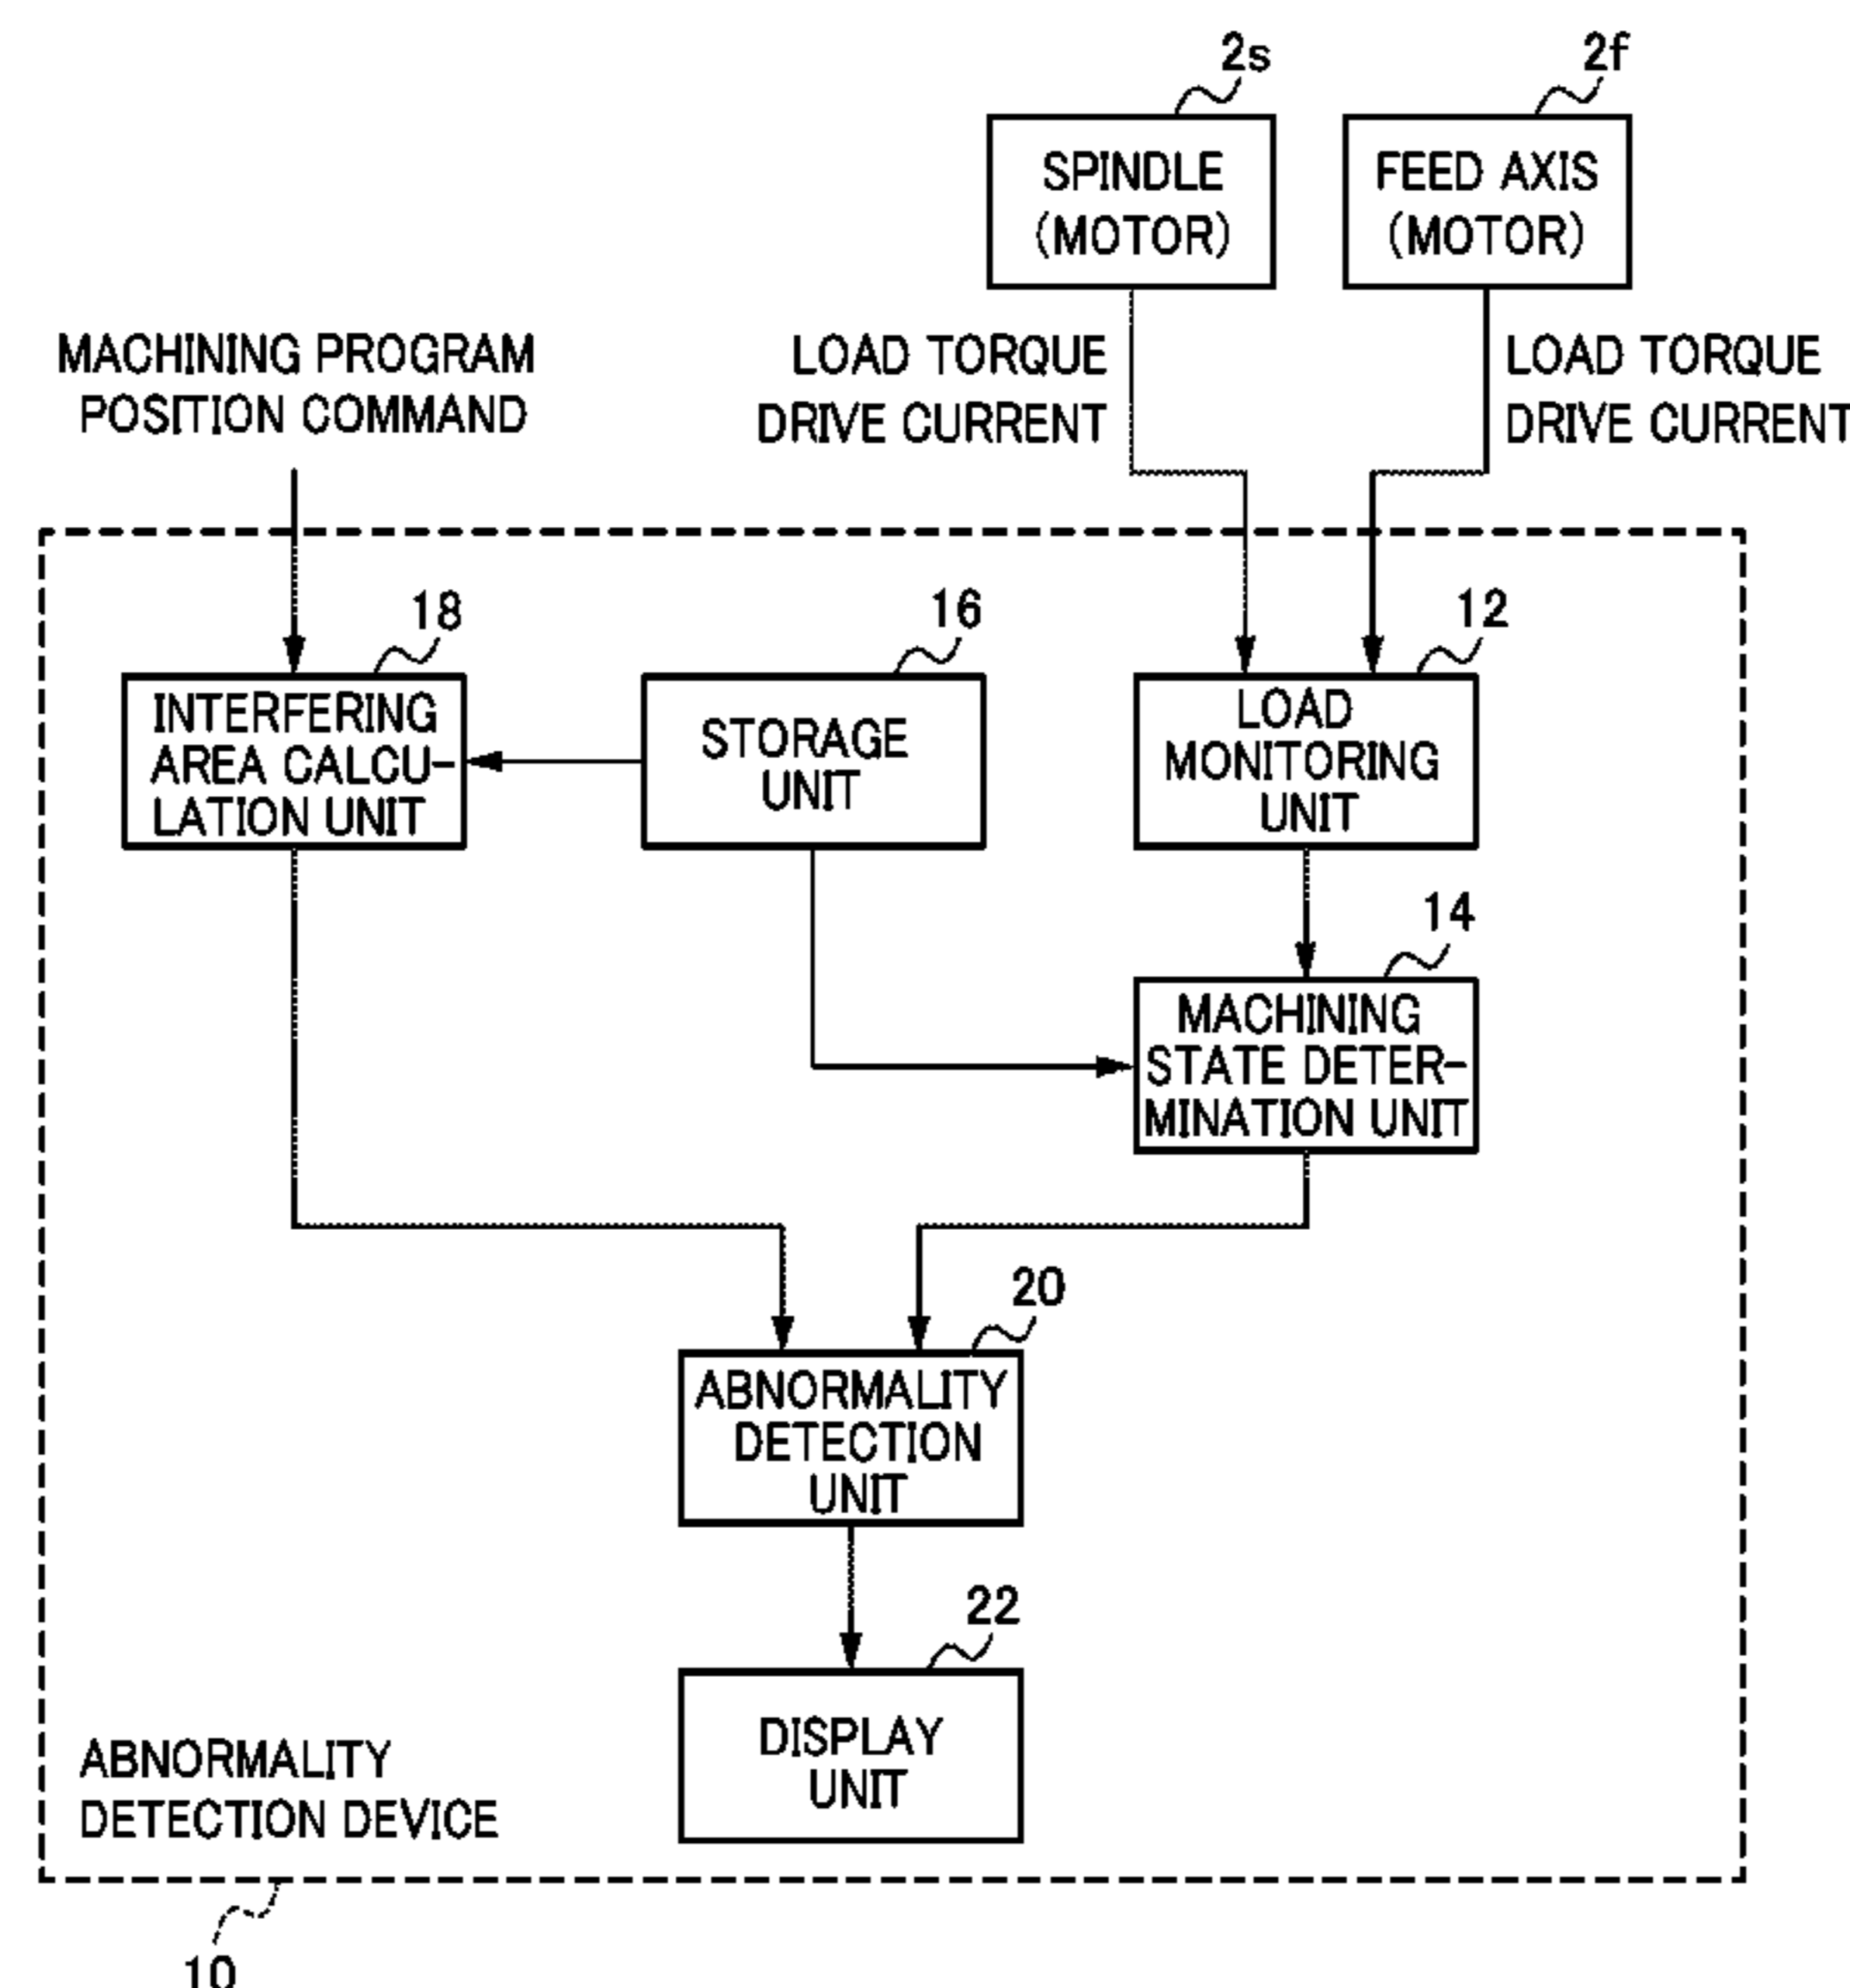 2s
2f
SPINDLE
(MOTOR)
FEED AXIS
(MOTOR)
MACHINING PROGRAM
POSITION COMMAND
LOAD TORQUE
DRIVE CURRENT
LOAD TORQUE
DRIVE CURRENT
18
16
12
INTERFERING
AREA CALCU-
LATION UNIT
STORAGE
UNIT
LOAD
MONITORING
UNIT
14
MACHINING
STATE DETER-
MINATION UNIT
20
ABNORMALITY
DETECTION
UNIT
22
DISPLAY
UNIT
ABNORMALITY
DETECTION DEVICE
10